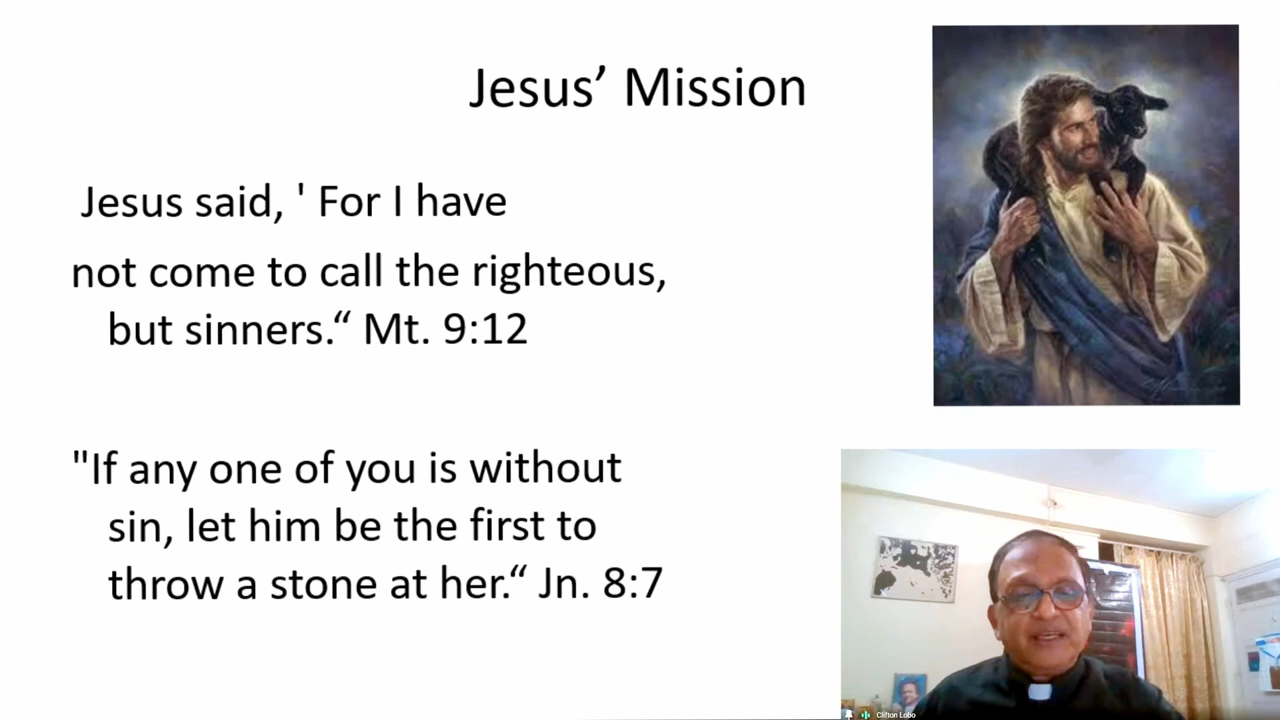 Jesus’ Mission
Jesus said, ' For I have
not come to call the righteous,
but sinners.“ Mt. 9:12
"If any one of you is without
sin, let him be the first to
throw a stone at her.“ Jn. 8:7
Clifton Lobo